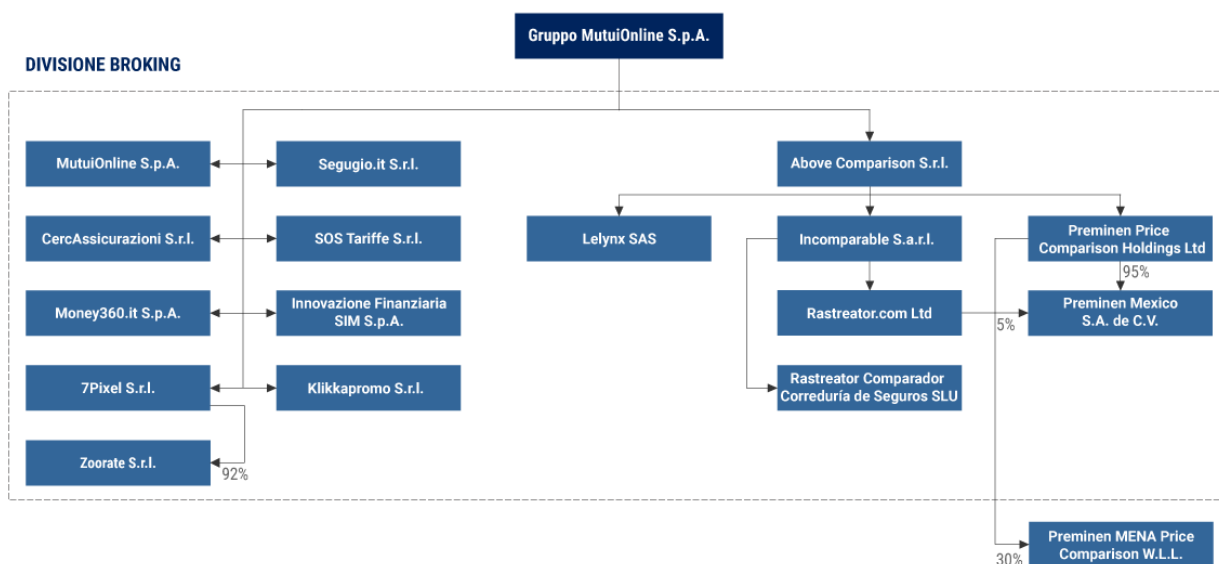 Gruppo MutuiOnline S.p.A.
DIVISIONE BROKING
MutuiOnline S.p.A.
Segugio.it S.r.l.
Above Comparison S.r.l.
CercAssicurazioni S.r.l.
SOS Tariffe S.r.l.
Lelynx SAS
Incomparable S.a.r.l.
Preminen Price
Comparison Holdings Ltd
95%
Money360.it S.p.A.
Innovazione Finanziaria
SIM S.p.A.
Rastreator.com Ltd
5%
Preminen Mexico
S.A. de C.V.
7Pixel S.r.l.
Klikkapromo S.r.l.
Rastreator Comparador
Correduría de Seguros SLU
Zoorate S.r.l.
92%
Preminen MENA Price
Comparison W.L.L.
30%